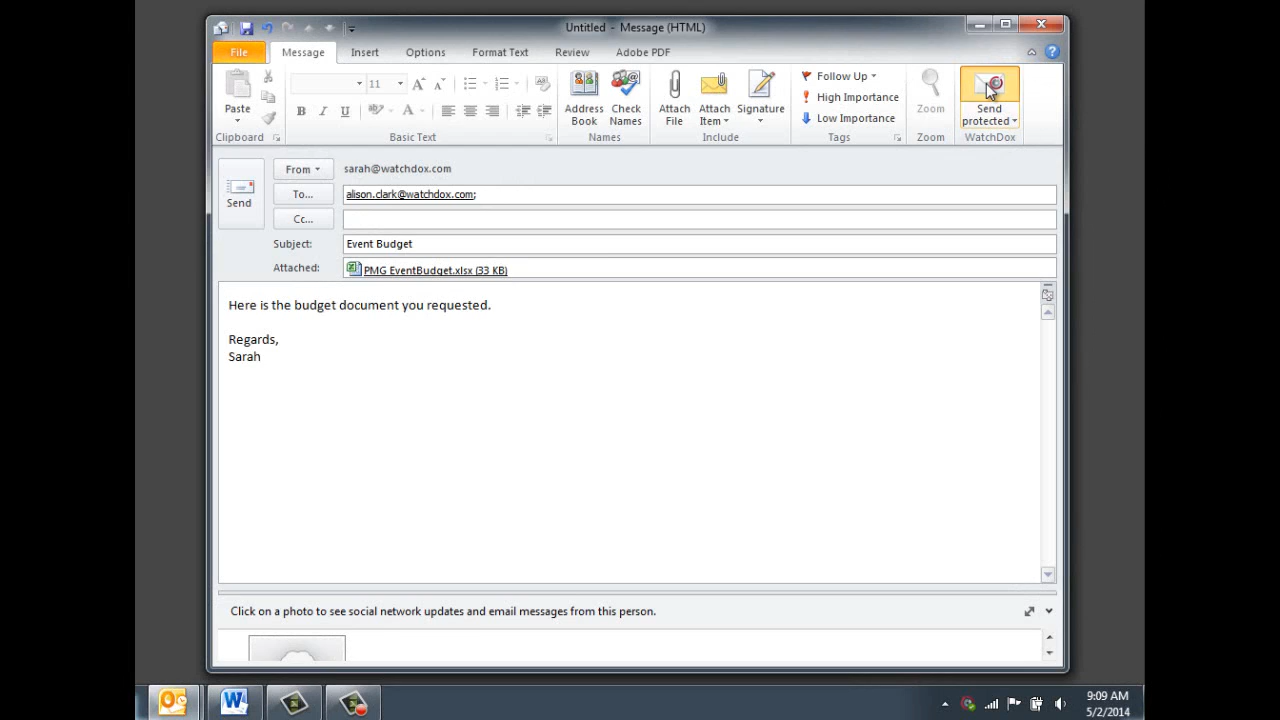 Untitled - Message (HTML)
File Message Insert Options Format Text Review Adobe PDF
11
Follow Up
High Importance
Low Importance
Paste
B I U
Address Book
Check Names
Attach File
Attach Item
Signature
Zoom
Send protected
Clipboard Basic Text Names Include Tags Zoom WatchDox
From sarah@watchdox.com
Send
To... alison.clark@watchdox.com;
Cc...
Subject: Event Budget
Attached: PMG EventBudget.xlsx (33 KB)
Here is the budget document you requested.
Regards,
Sarah
Click on a photo to see social network updates and email messages from this person.
9:09 AM
5/2/2014